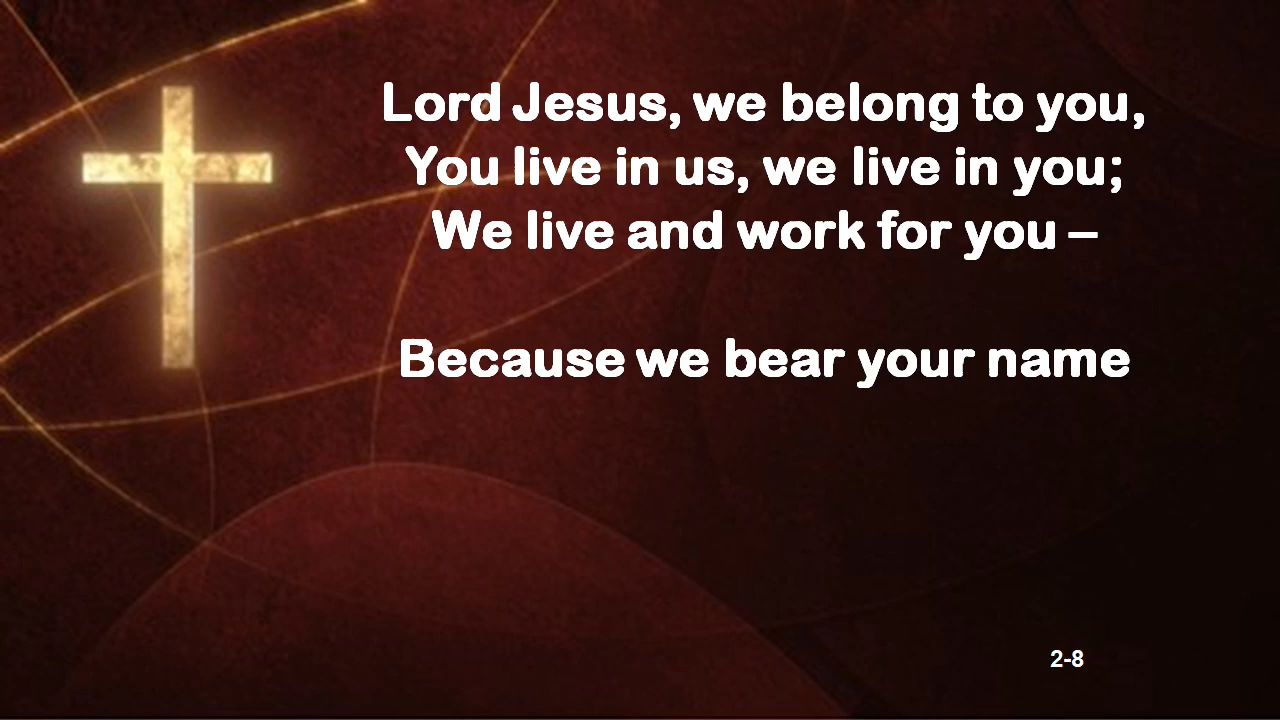 Lord Jesus, we belong to you,
You live in us, we live in you;
We live and work for you –
Because we bear your name
2-8